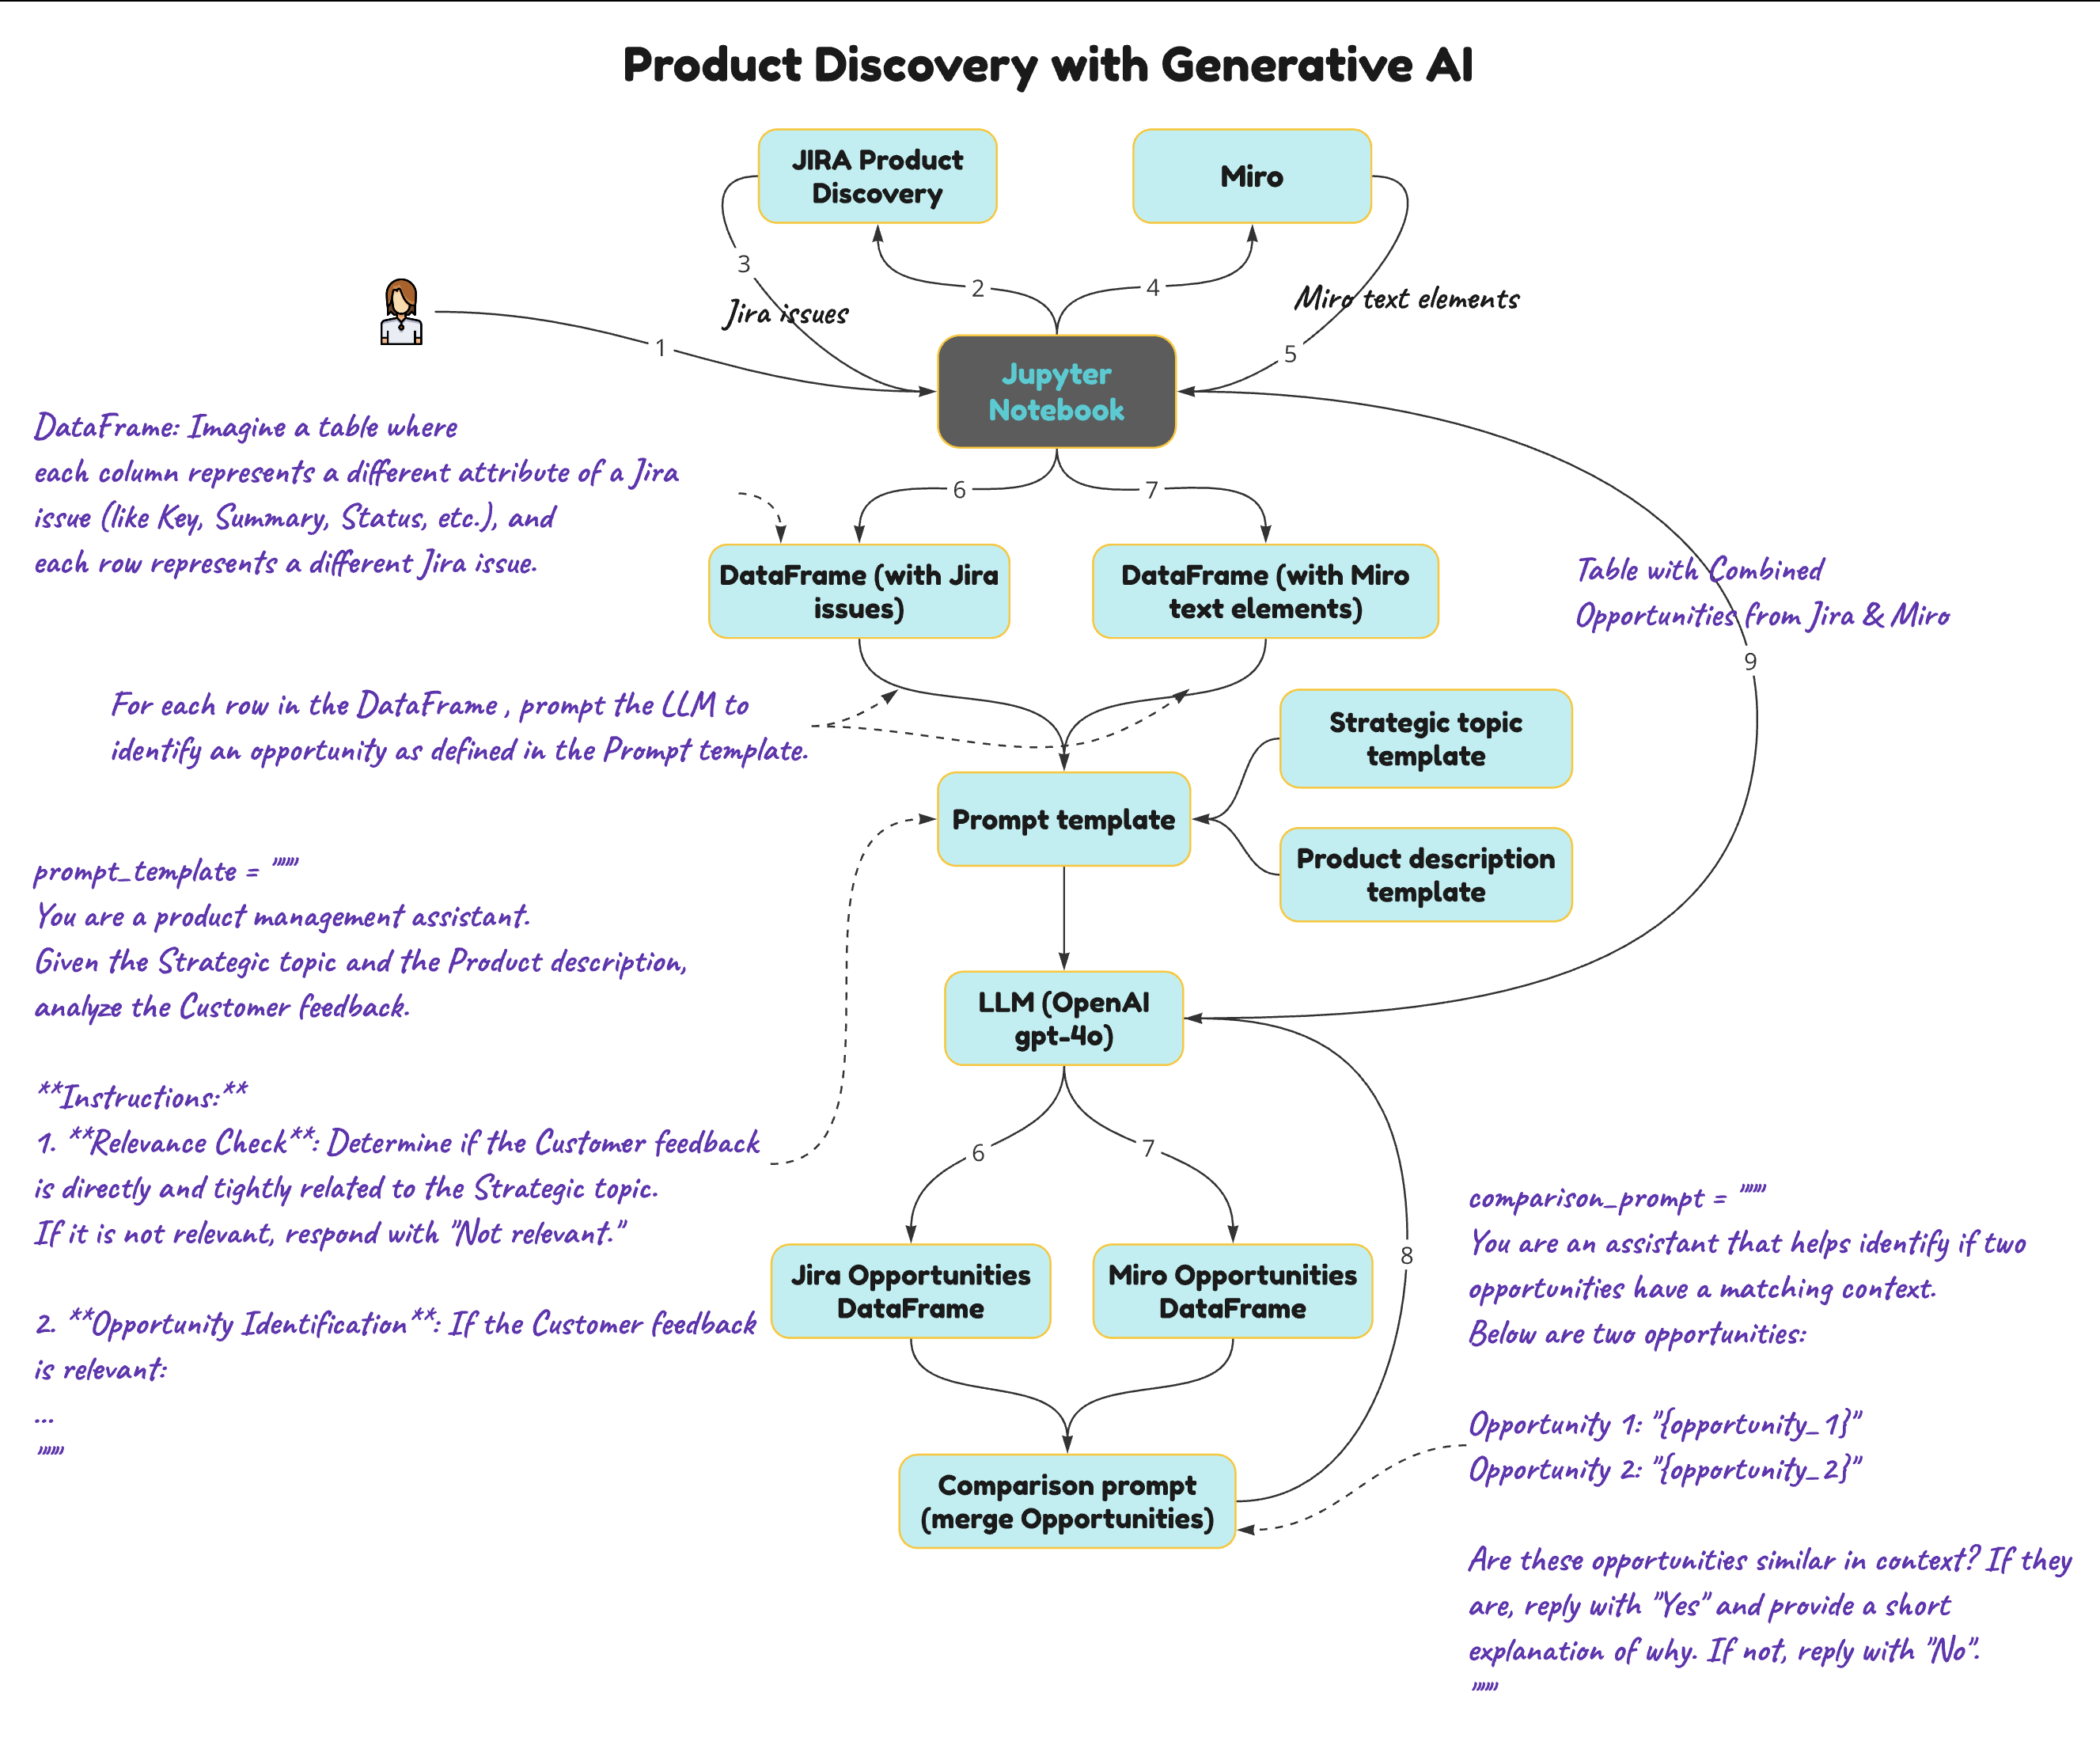 Product Discovery with Generative AI
JIRA Product
Discovery
Miro
3
2
4
Jira issues
Miro text elements
1
5
Jupyter
Notebook
DataFrame: Imagine a table where
each column represents a different attribute of a Jira
issue (like Key, Summary, Status, etc.), and
each row represents a different Jira issue.
6
7
DataFrame (with Jira
issues)
DataFrame (with Miro
text elements)
Table with Combined
Opportunities from Jira & Miro
9
For each row in the DataFrame , prompt the LLM to
identify an opportunity as defined in the Prompt template.
Strategic topic
template
Prompt template
Product description
template
prompt_template = """
You are a product management assistant.
Given the Strategic topic and the Product description,
analyze the Customer feedback.
**Instructions:**
1. **Relevance Check**: Determine if the Customer feedback
is directly and tightly related to the Strategic topic.
If it is not relevant, respond with "Not relevant."
2. **Opportunity Identification**: If the Customer feedback
is relevant:
...
"""
LLM (OpenAI
gpt-4o)
6
7
8
Jira Opportunities
DataFrame
Miro Opportunities
DataFrame
Comparison prompt
(merge Opportunities)
comparison_prompt = """
You are an assistant that helps identify if two
opportunities have a matching context.
Below are two opportunities:
Opportunity 1: "{opportunity_1}"
Opportunity 2: "{opportunity_2}"
Are these opportunities similar in context? If they
are, reply with "Yes" and provide a short
explanation of why. If not, reply with "No".
"""